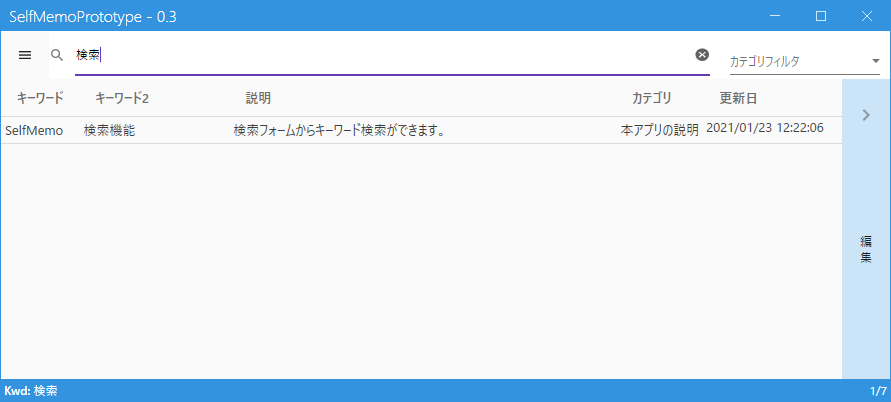 SelfMemoPrototype - 0.3
検索
カテゴリフィルタ
キーワード キーワード2 説明 カテゴリ 更新日
SelfMemo 検索機能 検索フォームからキーワード検索ができます。 本アプリの説明 2021/01/23 12:22:06
編集
Kwd: 検索 1/7